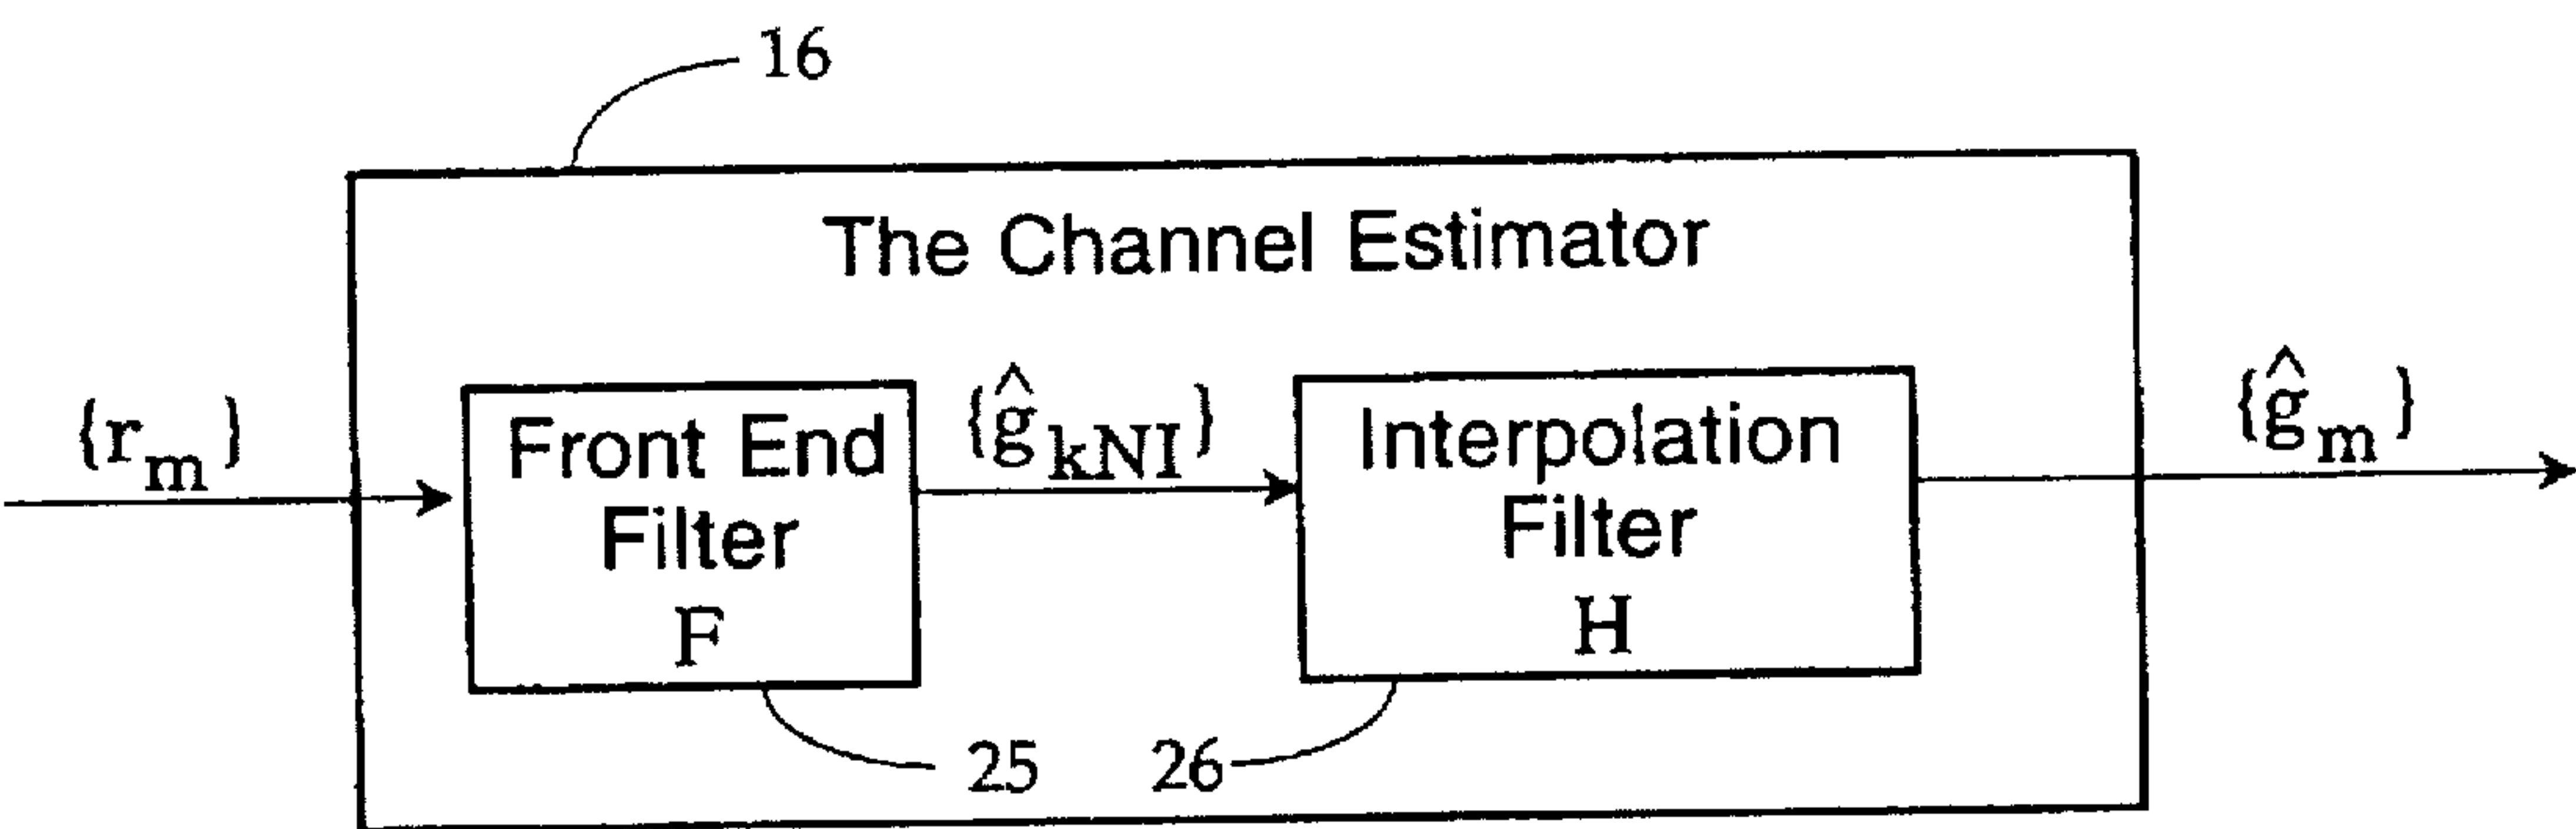 16
The Channel Estimator
{r_m}
Front End
Filter
F
{ĝ_kNI}
Interpolation
Filter
H
{ĝ_m}
25
26